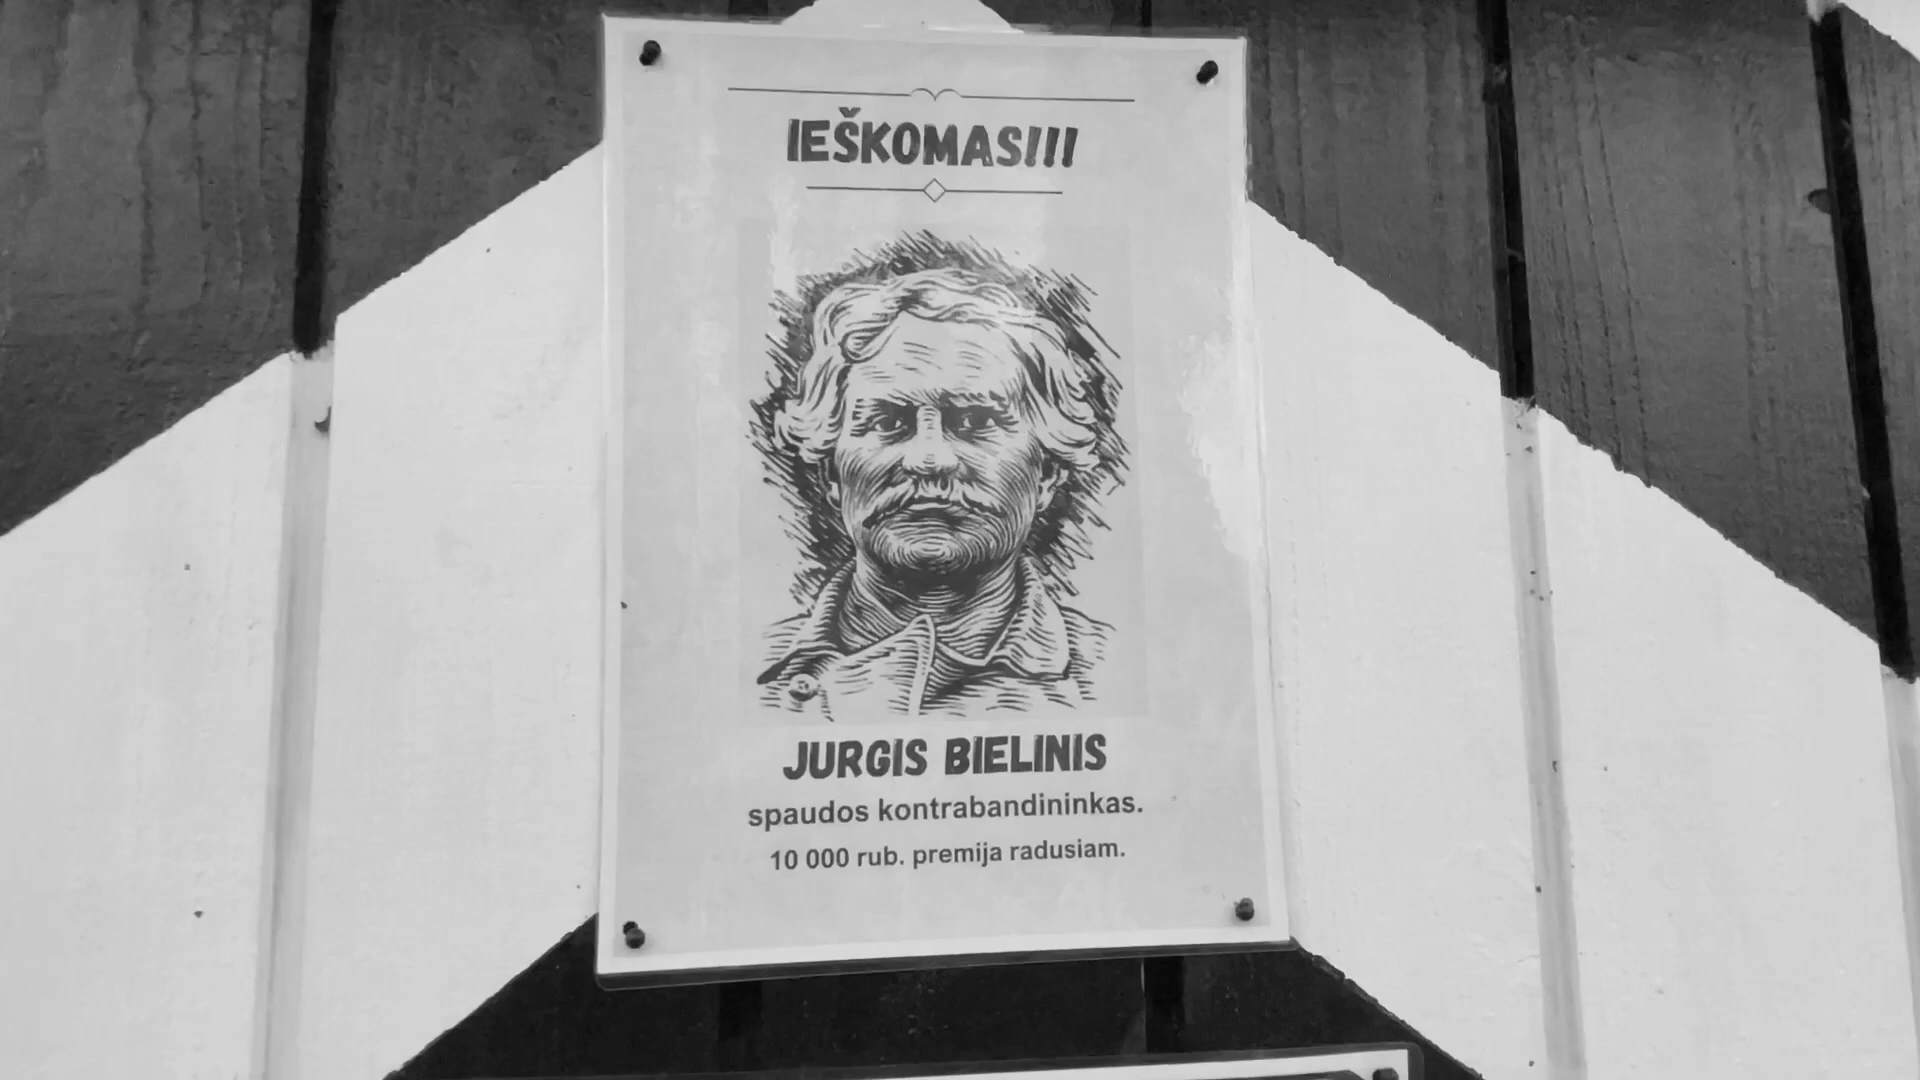 IEŠKOMAS!!!
JURGIS BIELINIS
spaudos kontrabandininkas.
10 000 rub. premija radusiam.